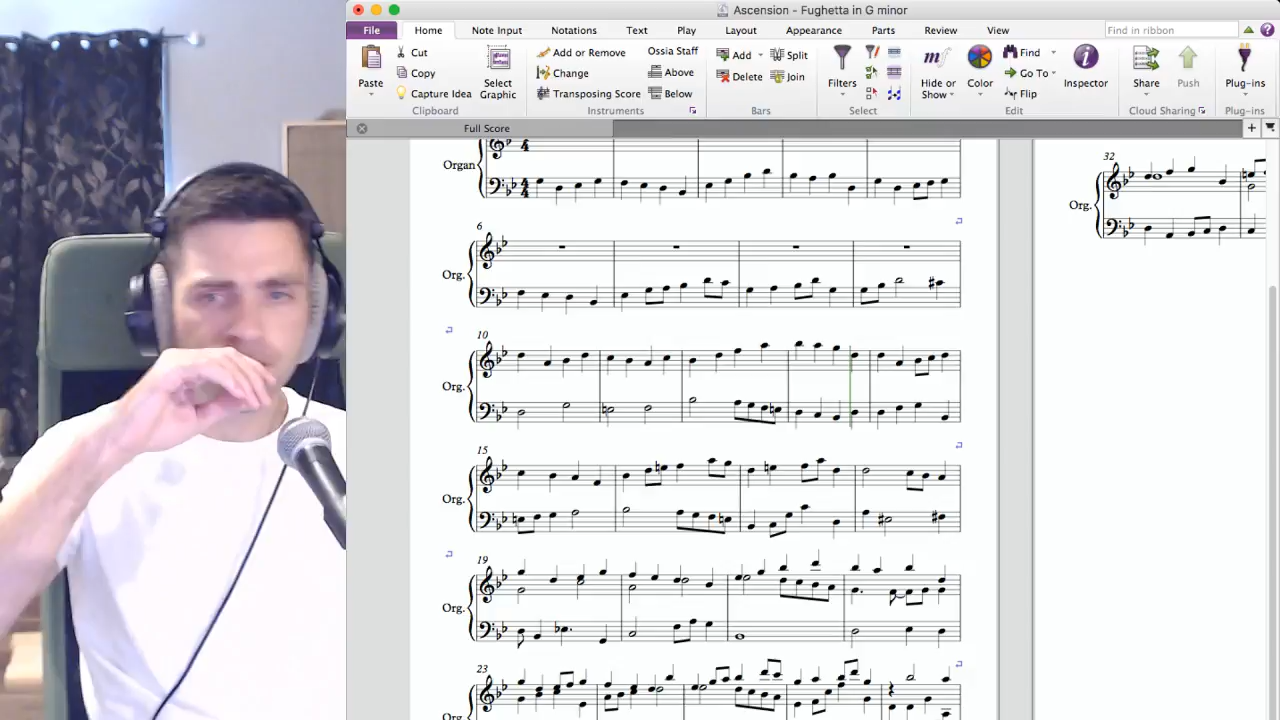 Ascension - Fughetta in G minor
File Home Note Input Notations Text Play Layout Appearance Parts Review View Find in ribbon
Paste Cut Copy Capture Idea Select Graphic Clipboard
Add or Remove Change Transposing Score Ossia Staff Above Below Instruments
Add Delete Split Join Bars
Filters Select
Hide or Show Color Find Go To Flip Inspector Edit
Share Push Cloud Sharing
Plug-ins Plug-ins
Full Score
Organ
32
Org.
6
Org.
10
Org.
15
Org.
19
Org.
23
Org.